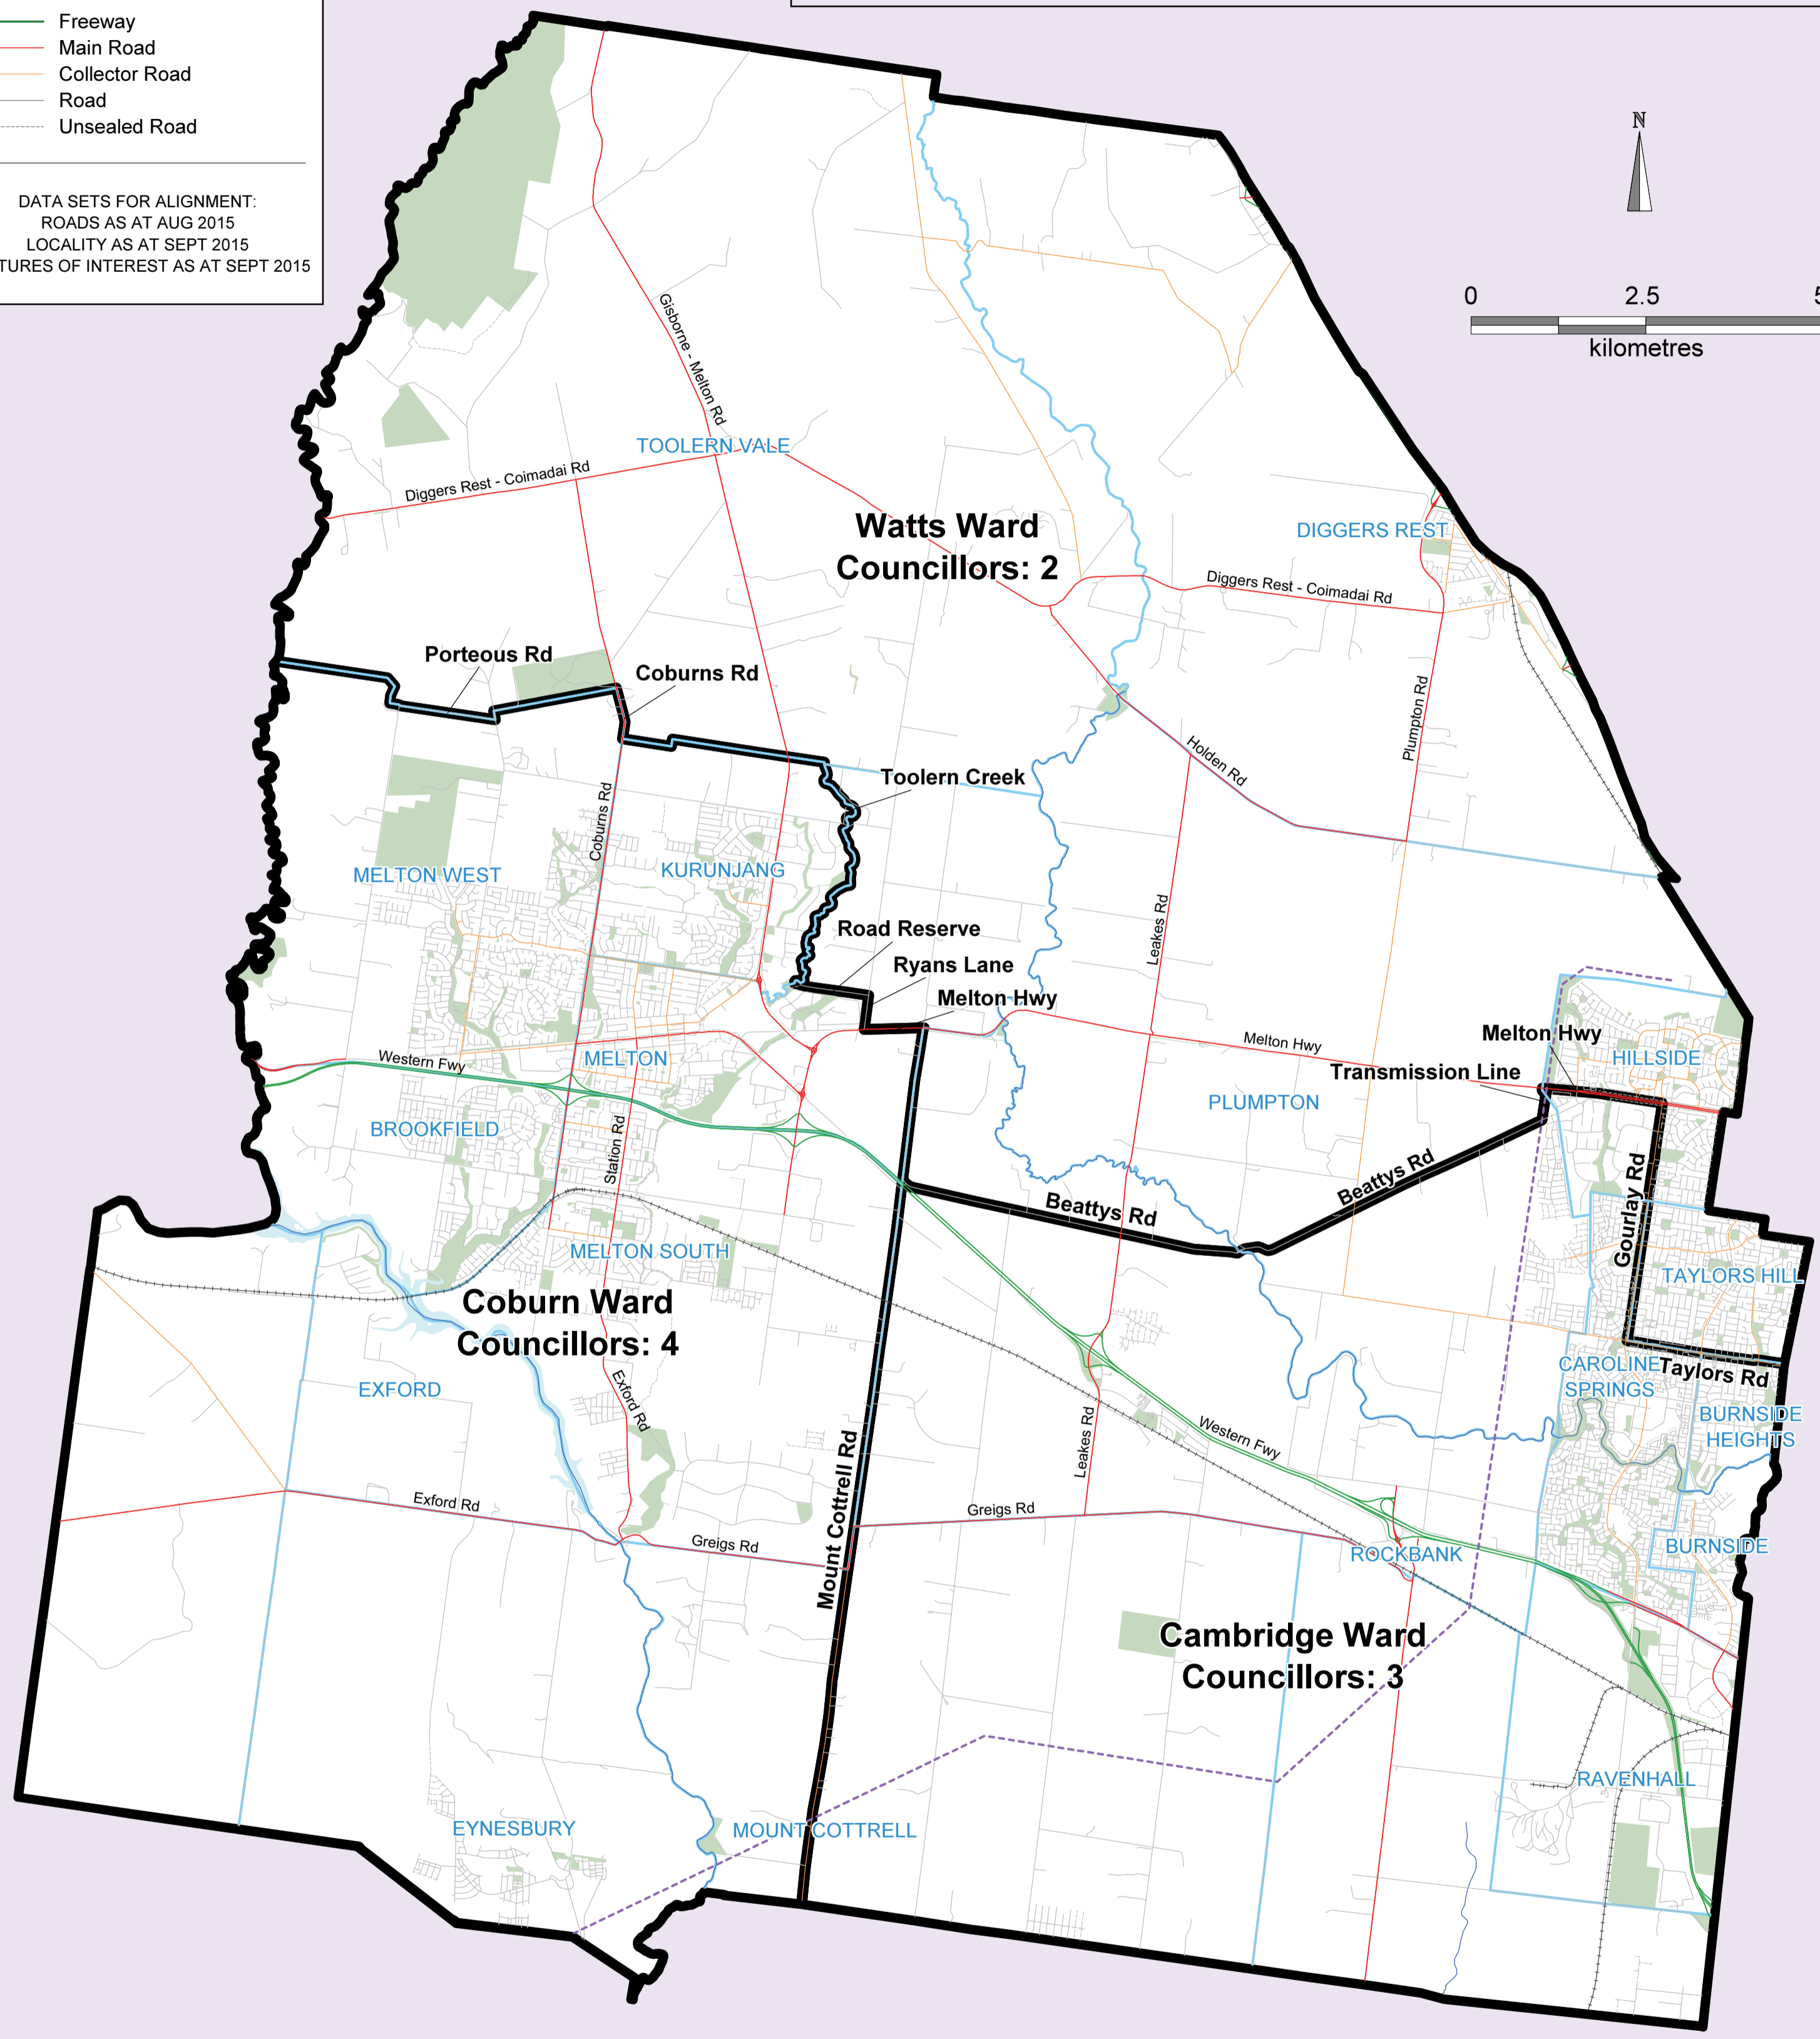 Freeway
Main Road
Collector Road
Road
Unsealed Road
DATA SETS FOR ALIGNMENT:
ROADS AS AT AUG 2015
LOCALITY AS AT SEPT 2015
TURES OF INTEREST AS AT SEPT 2015
N
0 2.5 5
kilometres
Gisborne - Melton Rd
TOOLERN VALE
Diggers Rest - Coimadai Rd
Watts Ward
Councillors: 2
DIGGERS REST
Diggers Rest - Coimadai Rd
Porteous Rd
Coburns Rd
Plumpton Rd
Holden Rd
Toolern Creek
Coburns Rd
MELTON WEST
KURUNJANG
Leakes Rd
Road Reserve
Ryans Lane
Melton Hwy
Melton Hwy
Melton Hwy
HILLSIDE
Western Fwy
MELTON
Transmission Line
PLUMPTON
BROOKFIELD
Station Rd
Beattys Rd
Beattys Rd
Gourlay Rd
MELTON SOUTH
TAYLORS HILL
Coburn Ward
Councillors: 4
EXFORD
Exford Rd
CAROLINE
SPRINGS
Taylors Rd
BURNSIDE
HEIGHTS
Leakes Rd
Western Fwy
Mount Cottrell Rd
Exford Rd
Greigs Rd
Greigs Rd
ROCKBANK
BURNSIDE
Cambridge Ward
Councillors: 3
RAVENHALL
EYNESBURY
MOUNT COTTRELL